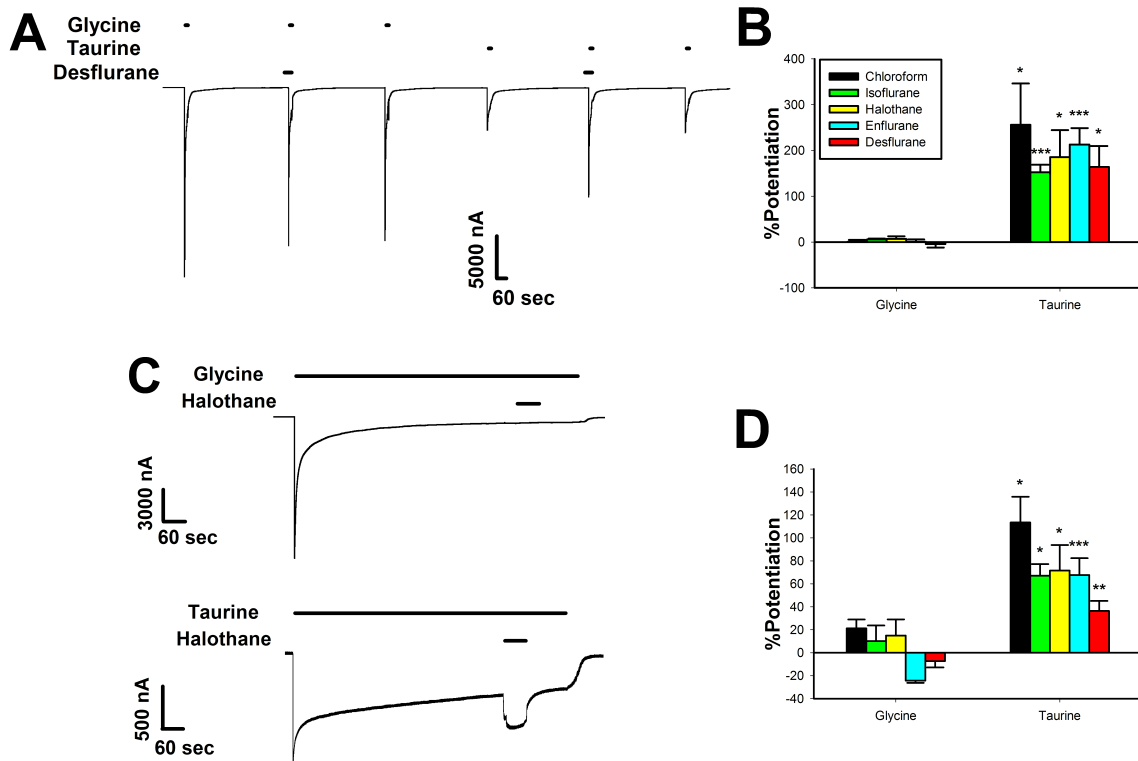 A
Glycine
Taurine
Desflurane
5000 nA
60 sec
B
%Potentiation
400
300
200
100
0
-100
Chloroform
Isoflurane
Halothane
Enflurane
Desflurane
*
***
*
***
*
Glycine
Taurine
C
Glycine
Halothane
3000 nA
60 sec
Taurine
Halothane
500 nA
60 sec
D
%Potentiation
160
140
120
100
80
60
40
20
0
-20
-40
*
*
*
***
**
Glycine
Taurine